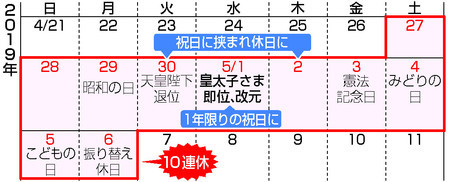 2019年
日 月 火 水 木 金 土
4/21 22 23 24 25 26 27
祝日に挟まれ休日に
28 29 30 5/1 2 3 4
昭和の日 天皇陛下 皇太子さま 憲法 みどりの
退位 即位、改元 記念日 日
1年限りの祝日に
5 6 7 8 9 10 11
こどもの 振り替え
日 休日
10連休